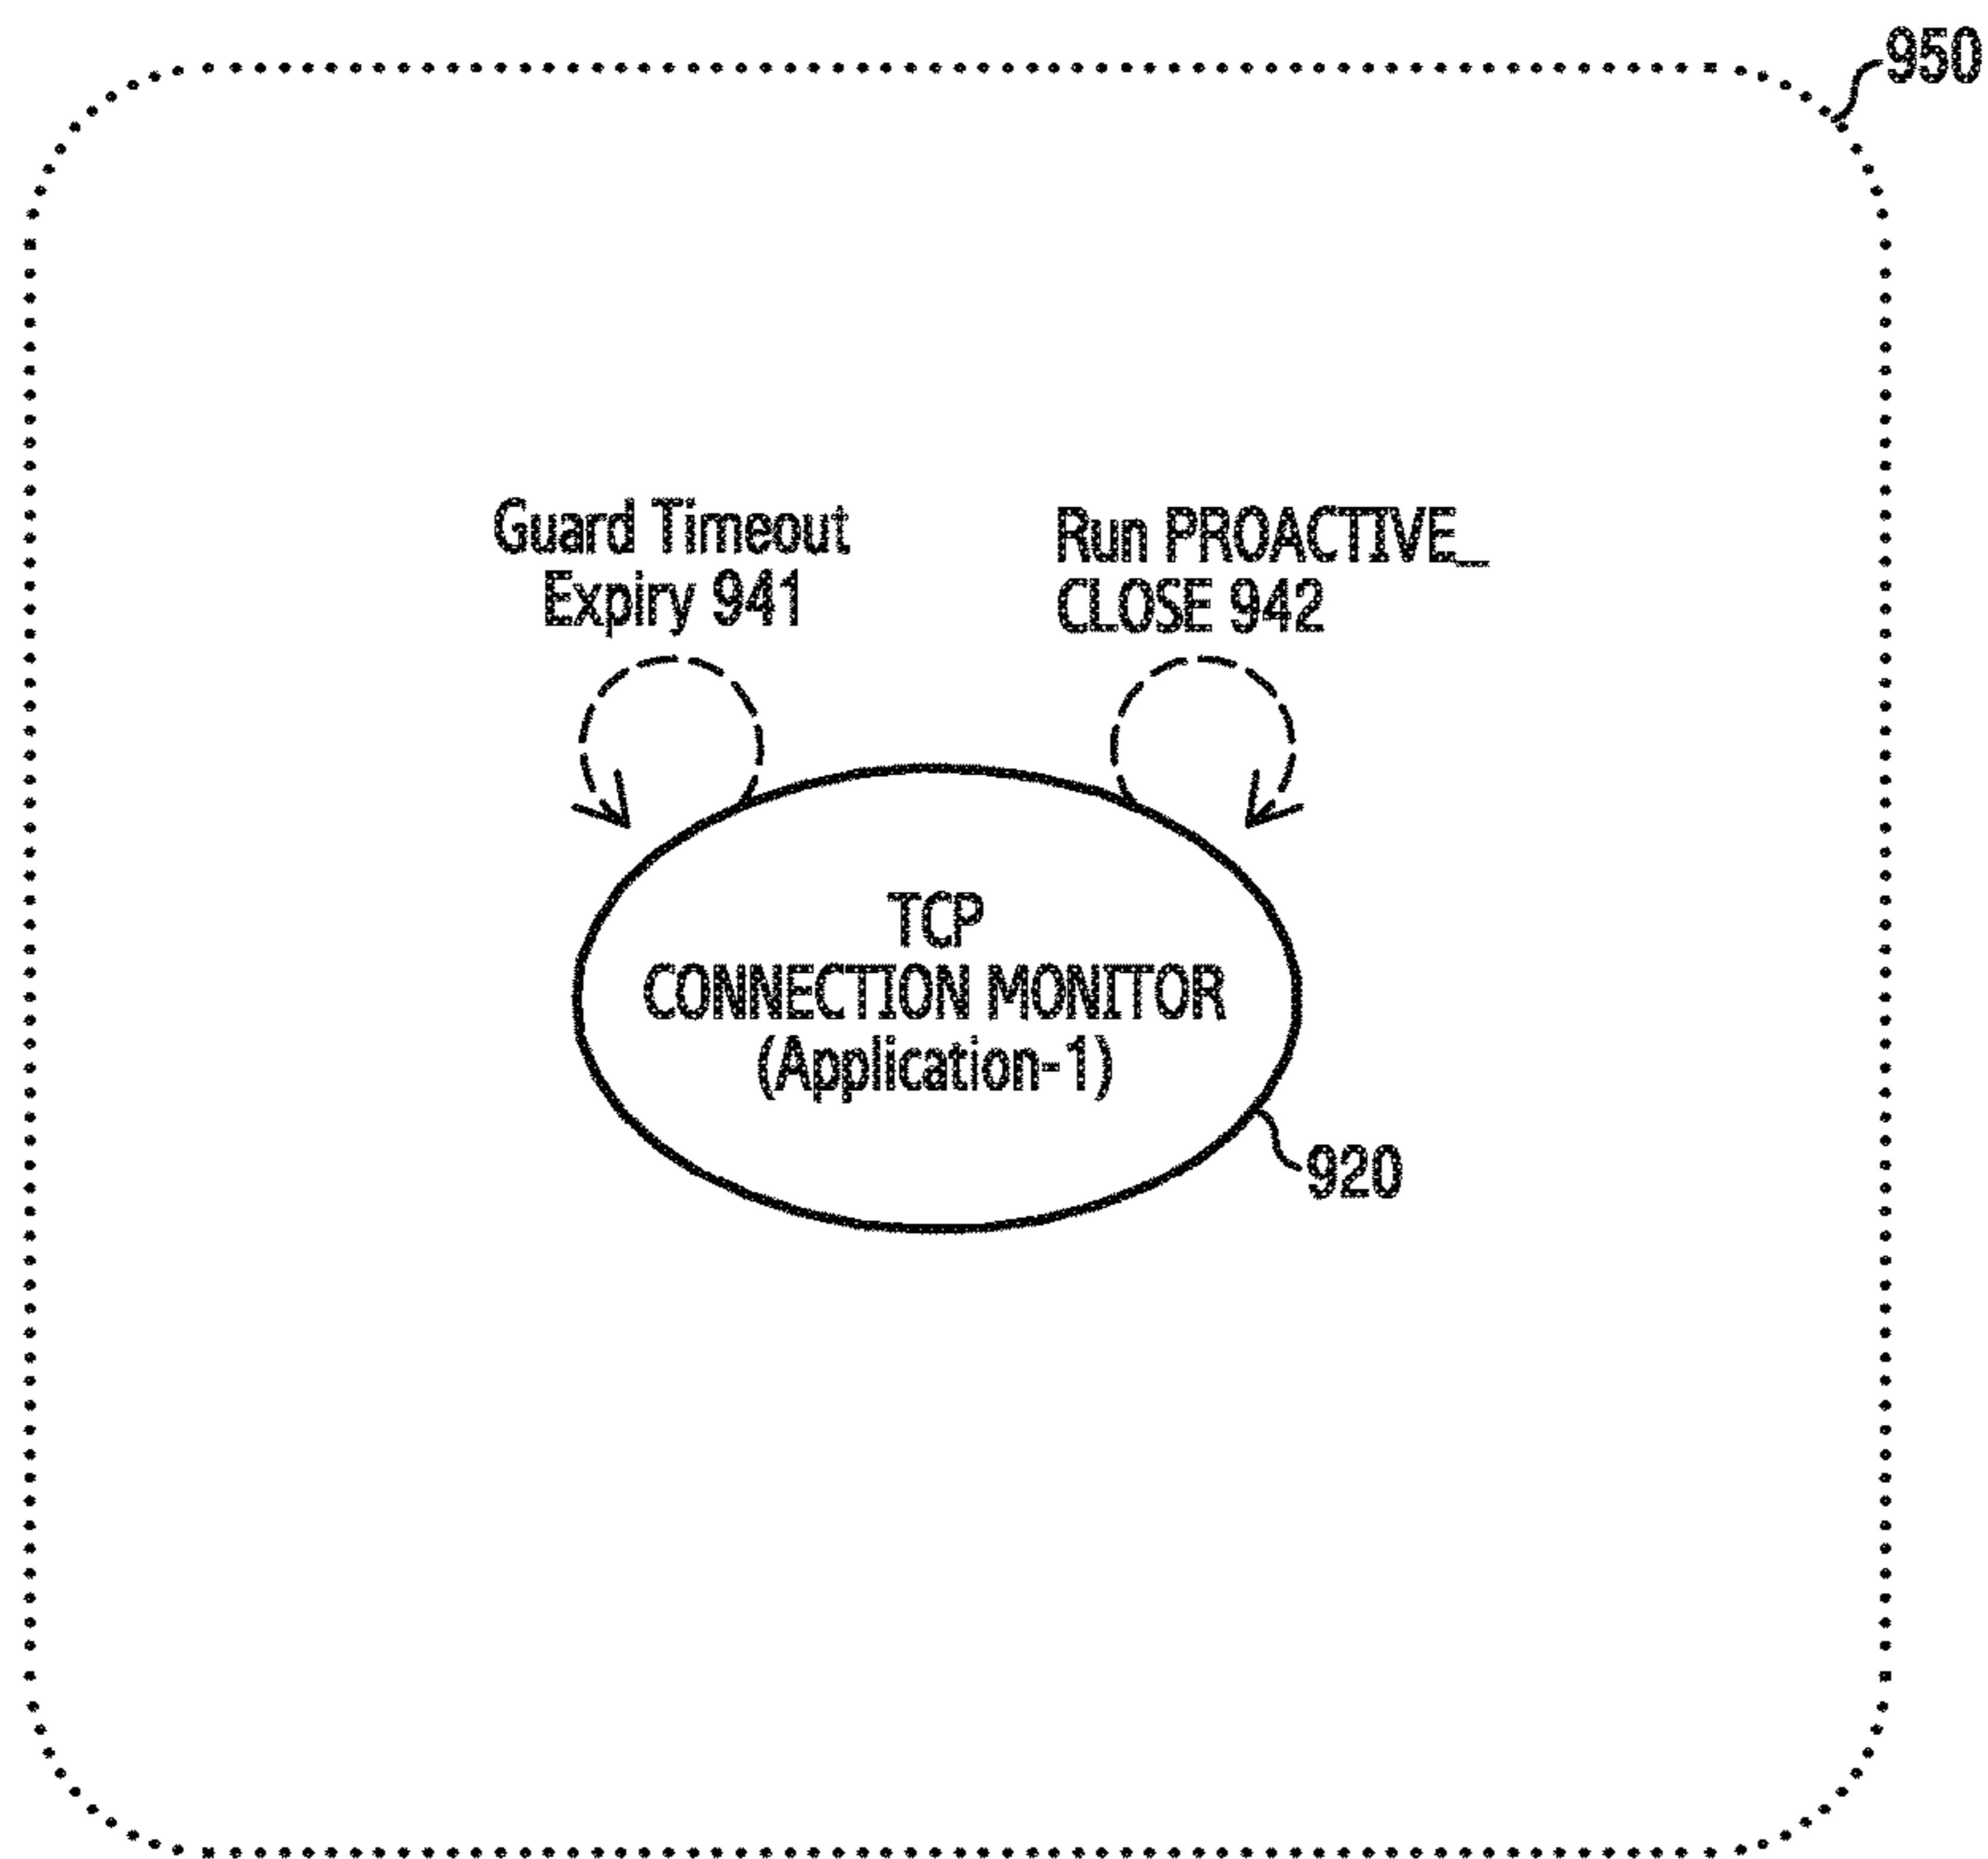 950
Guard Timeout
Expiry 941
Run PROACTIVE_
CLOSE 942
TCP
CONNECTION MONITOR
(Application-1)
920